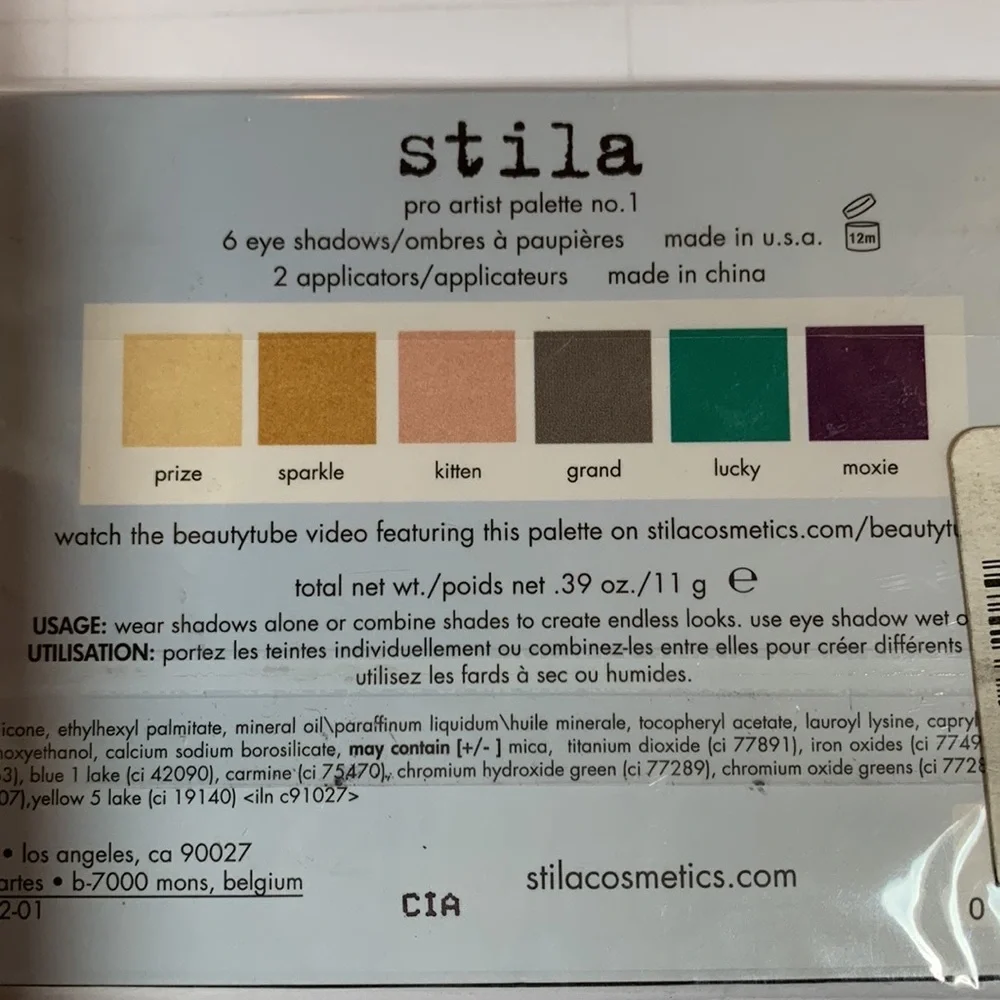 stila
pro artist palette no.1
6 eye shadows/ombres à paupières made in u.s.a. 12m
2 applicators/applicateurs made in china
prize sparkle kitten grand lucky moxie
watch the beautytube video featuring this palette on stilacosmetics.com/beautyt
total net wt./poids net .39 oz./11 g e
USAGE: wear shadows alone or combine shades to create endless looks. use eye shadow wet o
UTILISATION: portez les teintes individuellement ou combinez-les entre elles pour créer différents
utilisez les fards à sec ou humides.
icone, ethylhexyl palmitate, mineral oil\paraffinum liquidum\huile minerale, tocopheryl acetate, lauroyl lysine, capryl
noxyethanol, calcium sodium borosilicate, may contain [+/- ] mica, titanium dioxide (ci 77891), iron oxides (ci 7749
3), blue 1 lake (ci 42090), carmine (ci 75470), chromium hydroxide green (ci 77289), chromium oxide greens (ci 7728
07),yellow 5 lake (ci 19140) <iln c91027>
• los angeles, ca 90027
artes • b-7000 mons, belgium
2-01
CIA
stilacosmetics.com
0